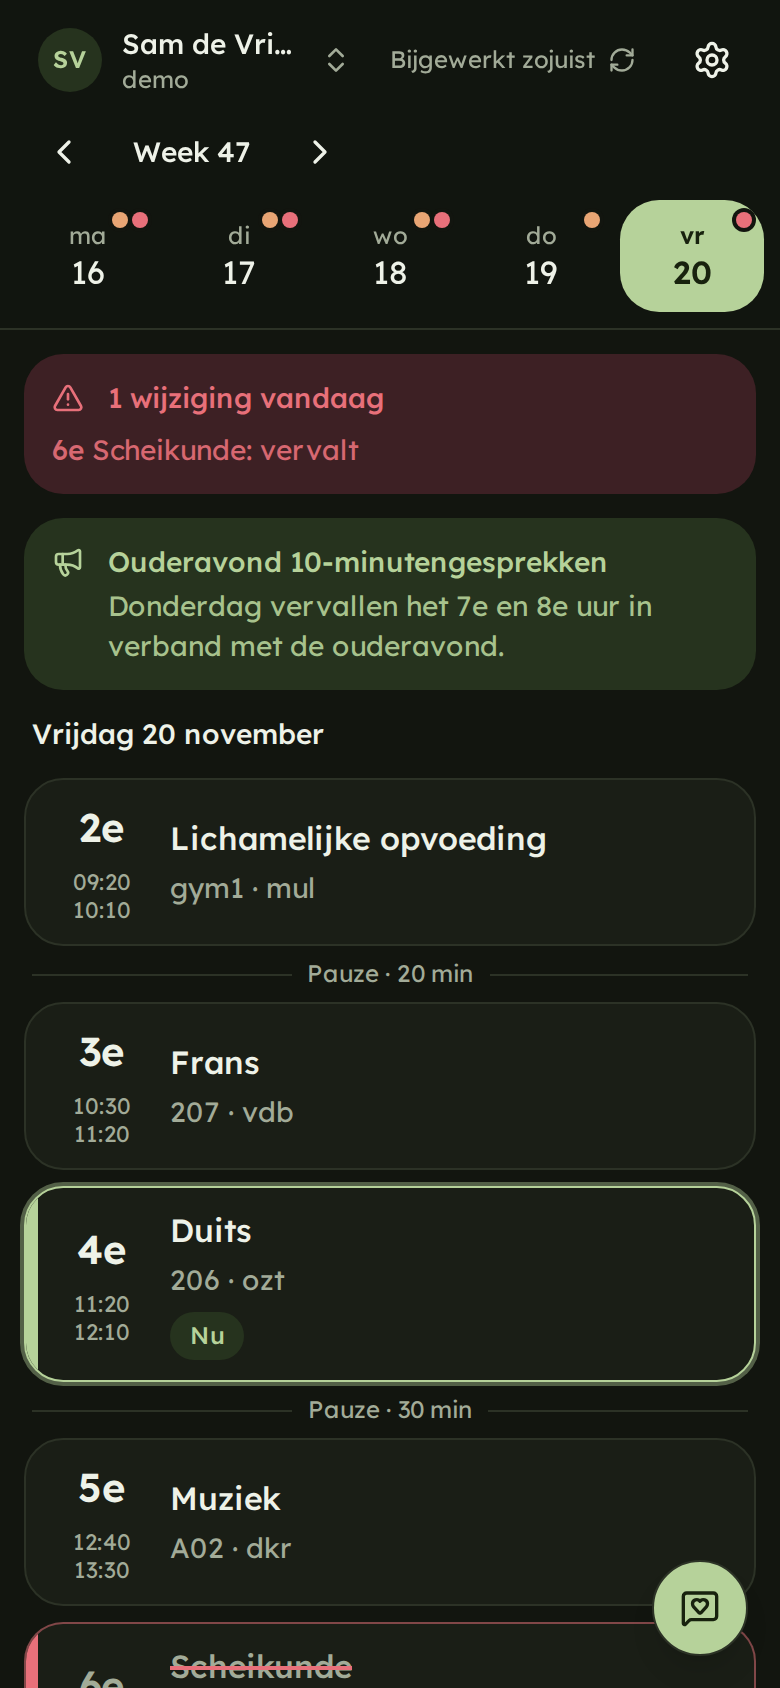 SV
Sam de Vri...
demo
Bijgewerkt zojuist
Week 47
ma
16
di
17
wo
18
do
19
vr
20
1 wijziging vandaag
6e Scheikunde: vervalt
Ouderavond 10-minutengesprekken
Donderdag vervallen het 7e en 8e uur in
verband met de ouderavond.
Vrijdag 20 november
2e
09:20
10:10
Lichamelijke opvoeding
gym1 · mul
Pauze · 20 min
3e
10:30
11:20
Frans
207 · vdb
4e
11:20
12:10
Duits
206 · ozt
Nu
Pauze · 30 min
5e
12:40
13:30
Muziek
A02 · dkr
6e
Scheikunde